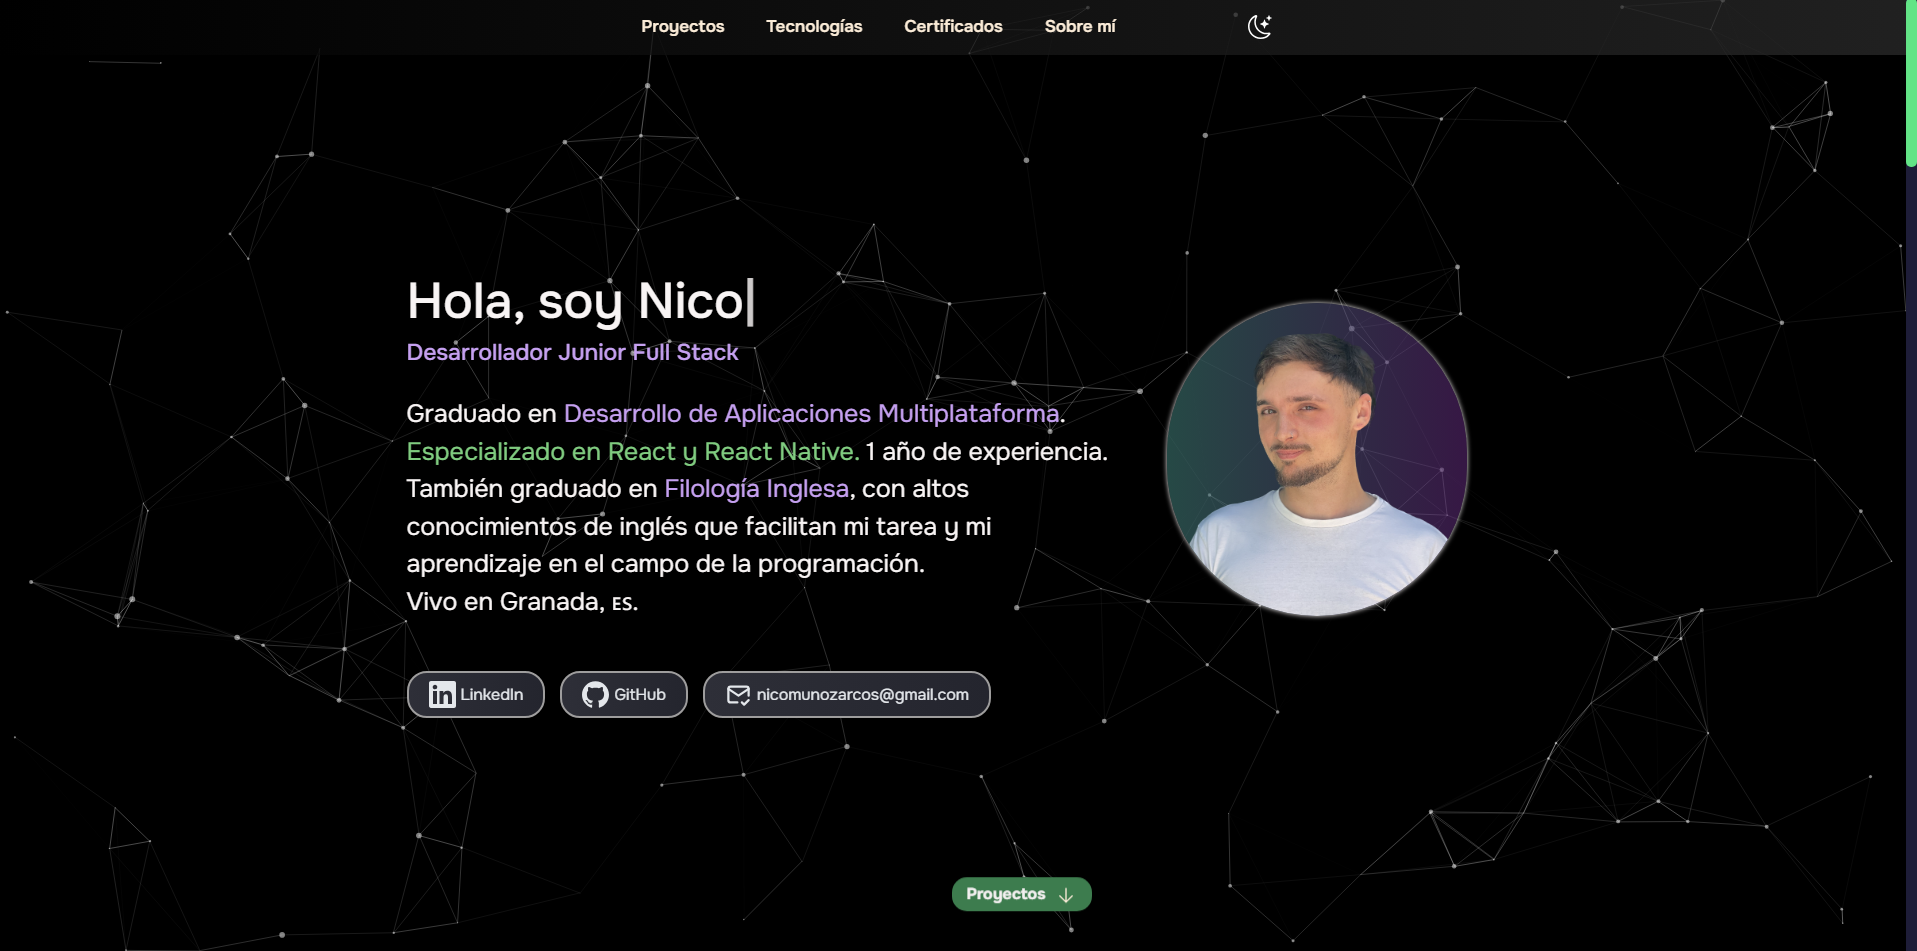 Proyectos Tecnologías Certificados Sobre mí
Hola, soy Nico|
Desarrollador Junior Full Stack
Graduado en Desarrollo de Aplicaciones Multiplataforma.
Especializado en React y React Native. 1 año de experiencia.
También graduado en Filología Inglesa, con altos
conocimientos de inglés que facilitan mi tarea y mi
aprendizaje en el campo de la programación.
Vivo en Granada, ES.
LinkedIn GitHub nicomunozarcos@gmail.com
Proyectos ↓